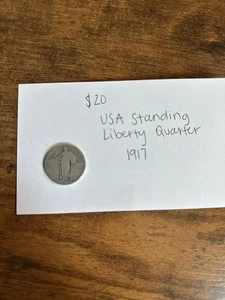 $20
USA Standing
Liberty Quarter
1917